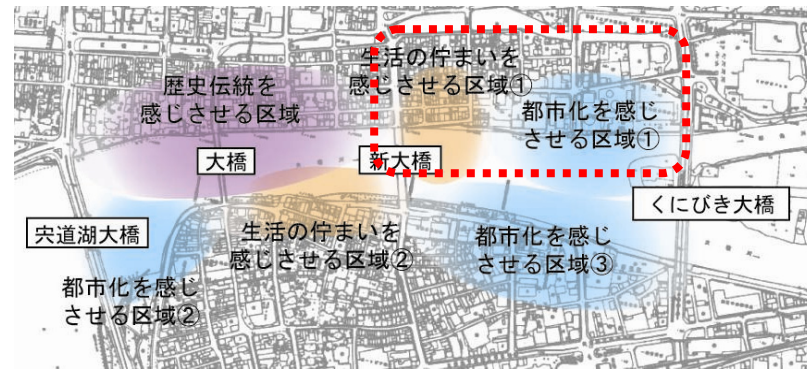 生活の佇まいを
感じさせる区域①
歴史伝統を
感じさせる区域
都市化を感じ
させる区域①
大橋
新大橋
くにびき大橋
宍道湖大橋
生活の佇まいを
感じさせる区域②
都市化を感じ
させる区域③
都市化を感じ
させる区域②